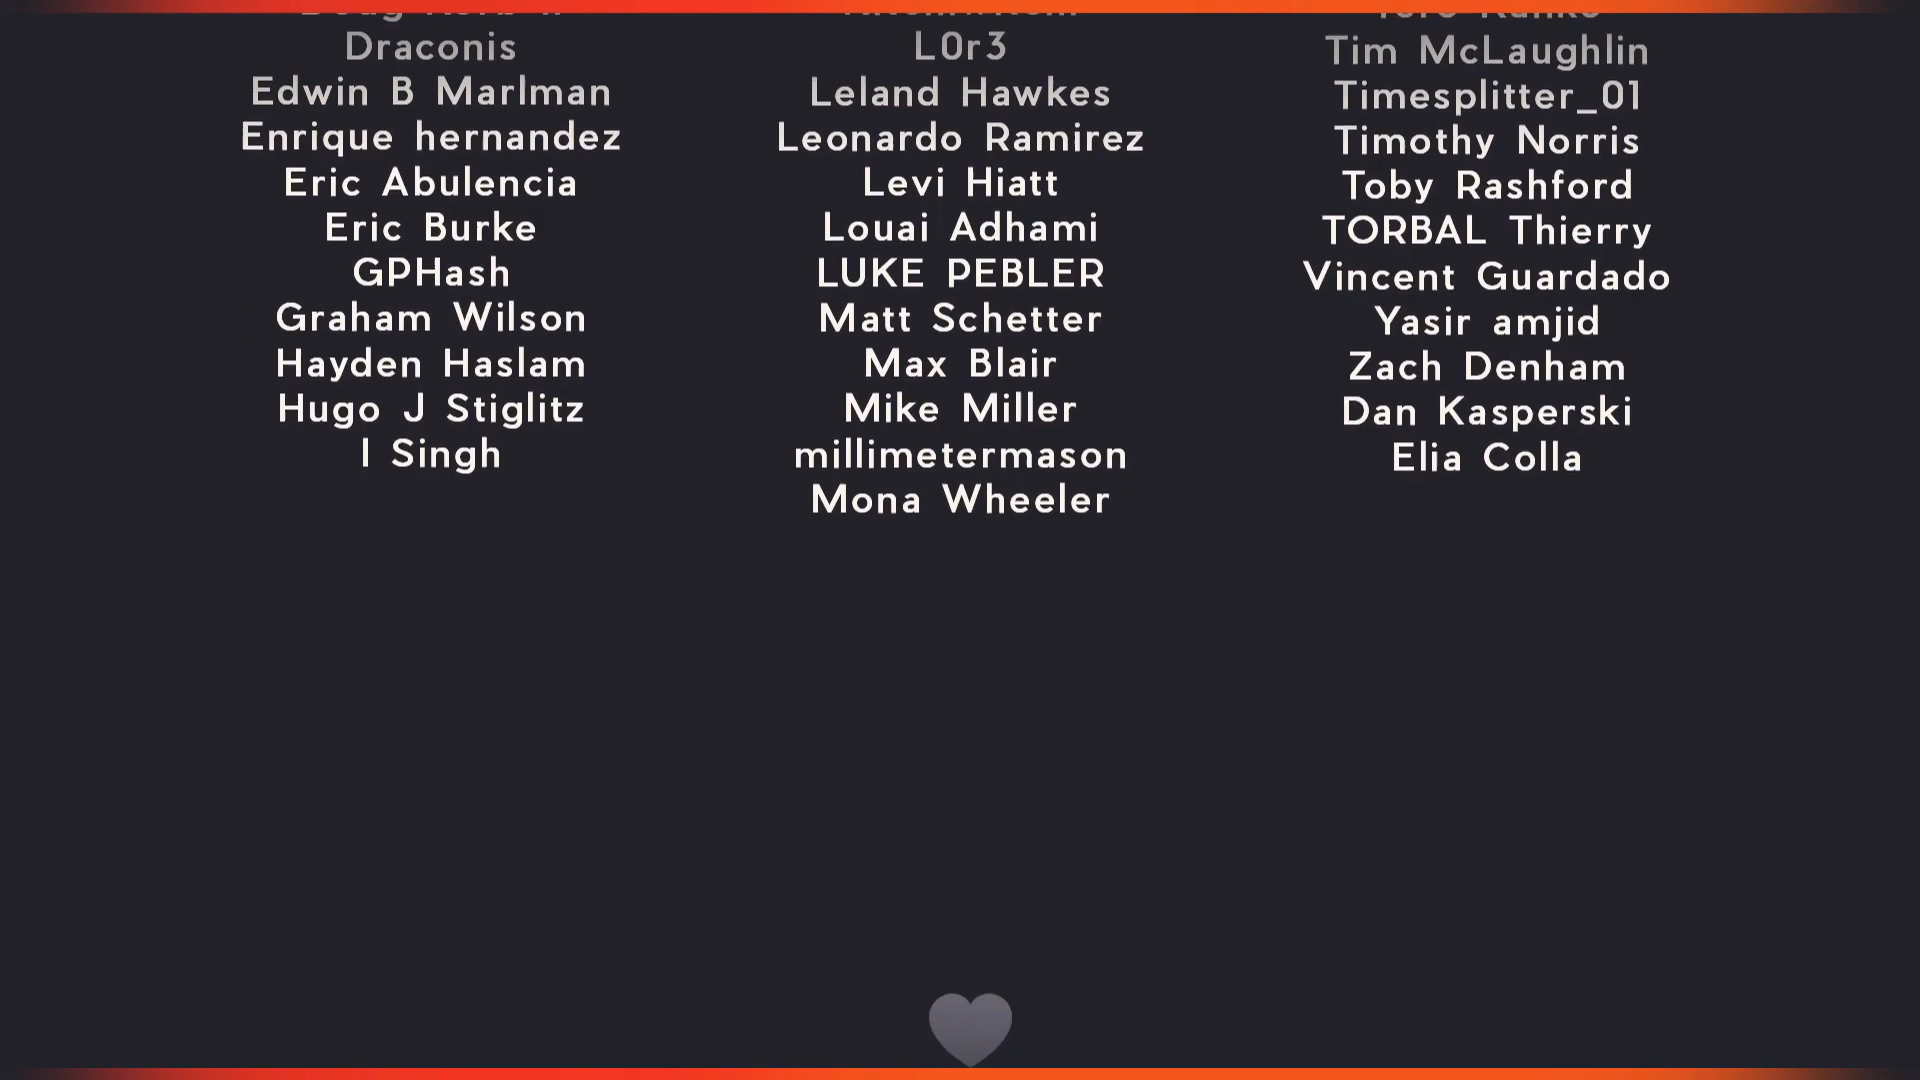 Draconis
Edwin B Marlman
Enrique hernandez
Eric Abulencia
Eric Burke
GPHash
Graham Wilson
Hayden Haslam
Hugo J Stiglitz
I Singh
L0r3
Leland Hawkes
Leonardo Ramirez
Levi Hiatt
Louai Adhami
LUKE PEBLER
Matt Schetter
Max Blair
Mike Miller
millimetermason
Mona Wheeler
Tim McLaughlin
Timesplitter_01
Timothy Norris
Toby Rashford
TORBAL Thierry
Vincent Guardado
Yasir amjid
Zach Denham
Dan Kasperski
Elia Colla